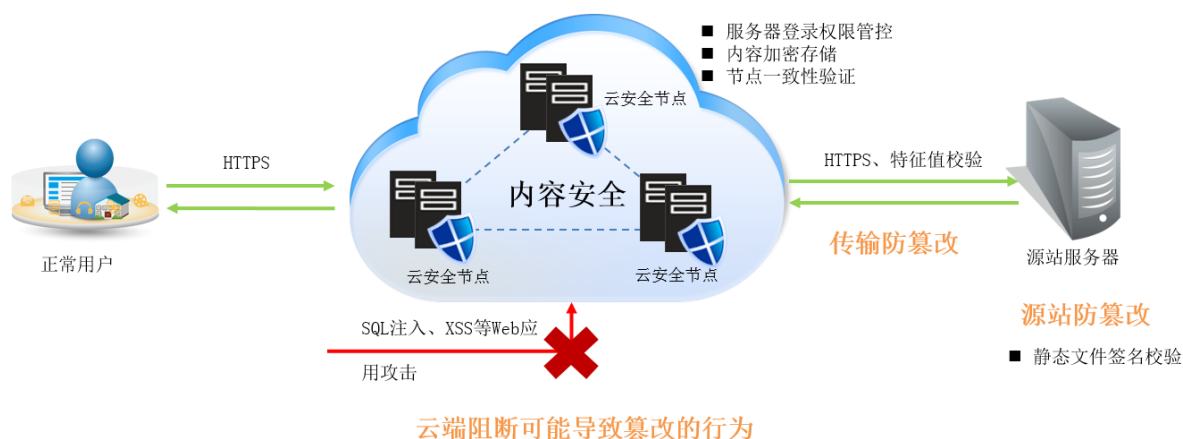 服务器登录权限管控
内容加密存储
节点一致性验证
云安全节点
HTTPS
HTTPS、特征值校验
内容安全
传输防篡改
正常用户
云安全节点
云安全节点
源站服务器
SQL注入、XSS等Web应
用攻击
源站防篡改
静态文件签名校验
云端阻断可能导致篡改的行为